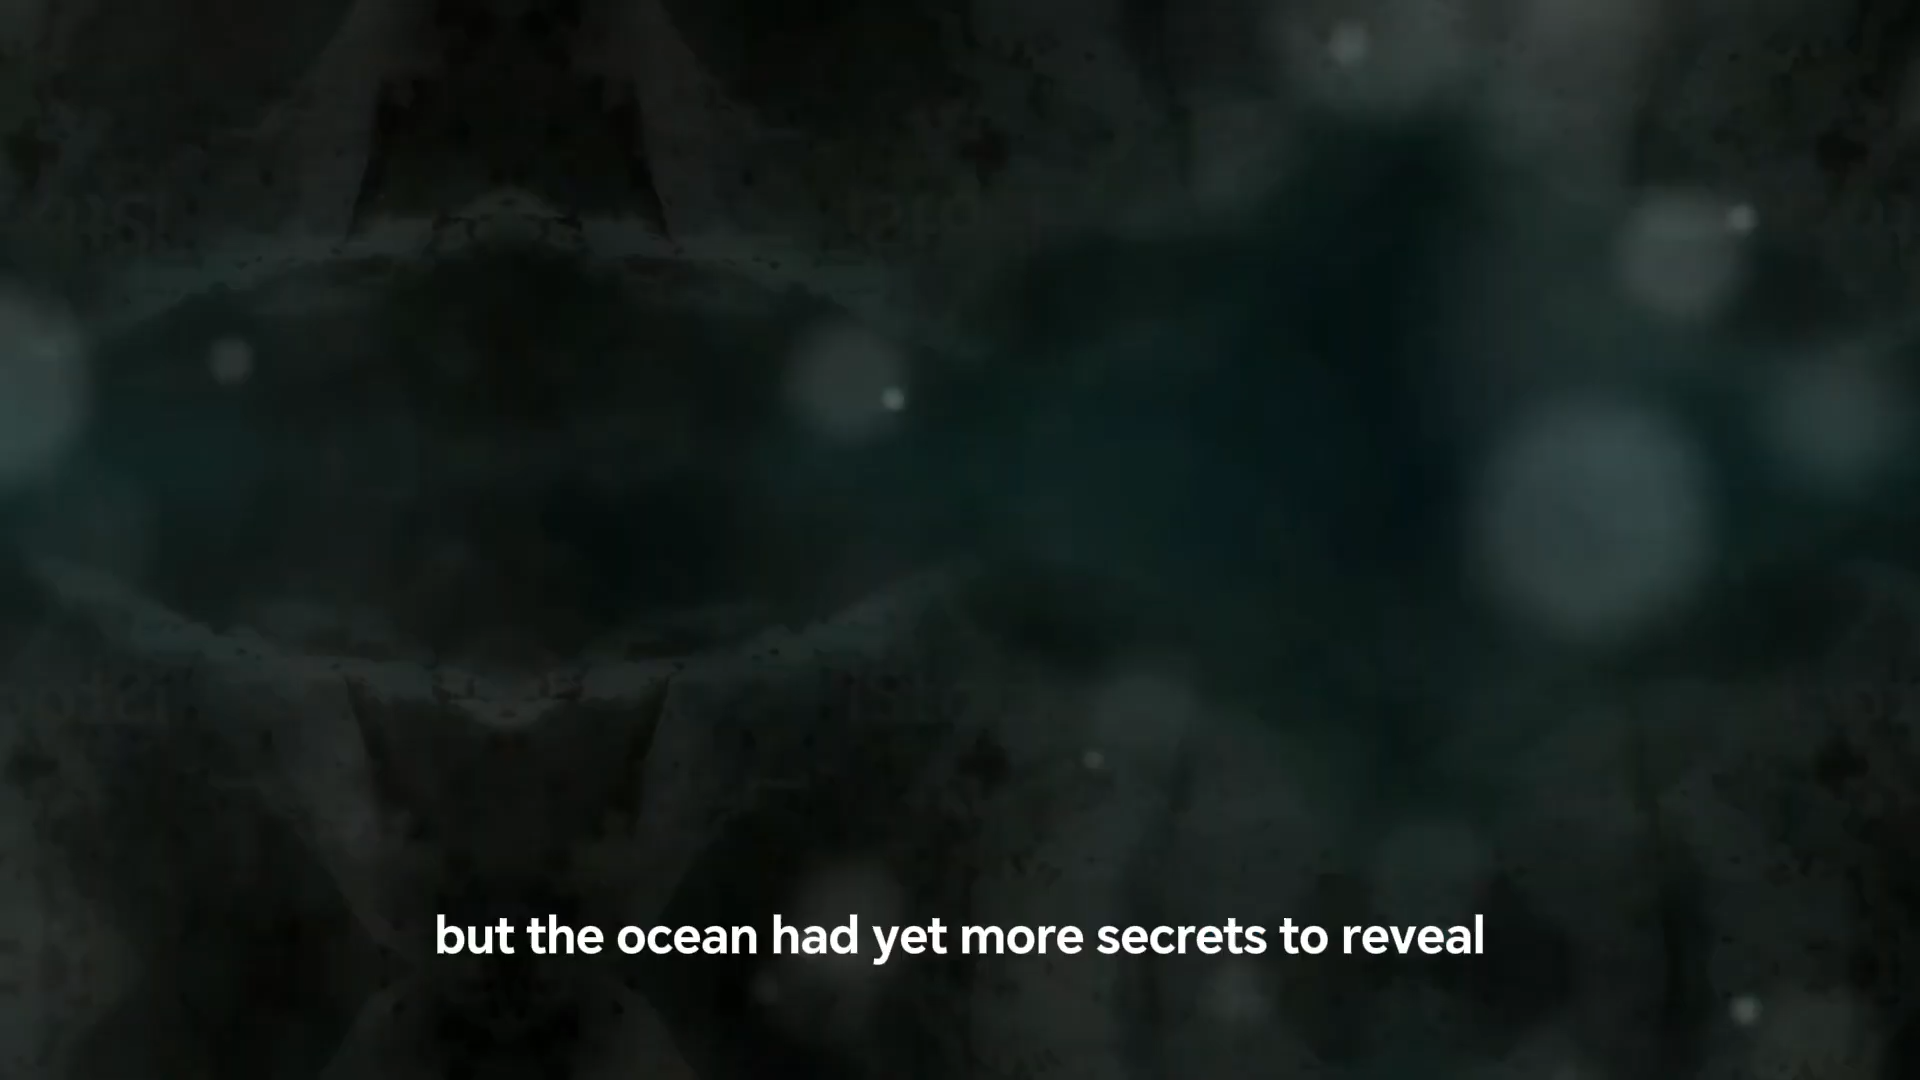 but the ocean had yet more secrets to reveal